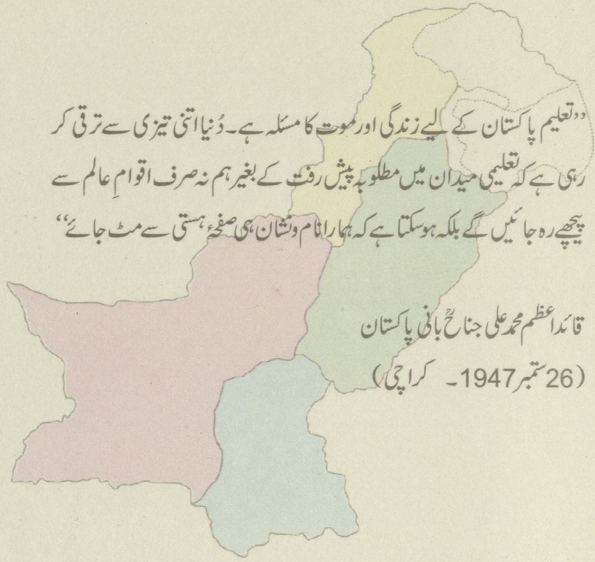 ’’تعلیم پاکستان کے لیے زندگی اور موت کا مسئلہ ہے۔ دُنیا اتنی تیزی سے ترقی کر
رہی ہے کہ تعلیمی میدان میں مطلوبہ پیش رفت کے بغیر ہم نہ صرف اقوامِ عالم سے
پیچھے رہ جائیں گے بلکہ ہو سکتا ہے کہ ہمارا نام و نشان ہی صفحۂ ہستی سے مٹ جائے‘‘
قائداعظم محمد علی جناحؒ بانی پاکستان
(26 ستمبر 1947۔ کراچی)